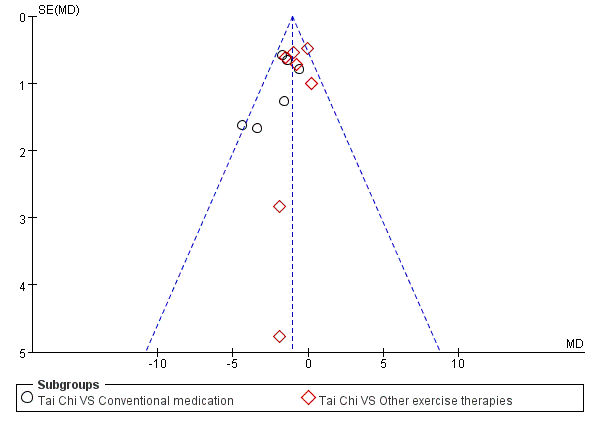 SE(MD)
0
1
2
3
4
5
-10
-5
0
5
10
MD
Subgroups
Tai Chi VS Conventional medication
Tai Chi VS Other exercise therapies